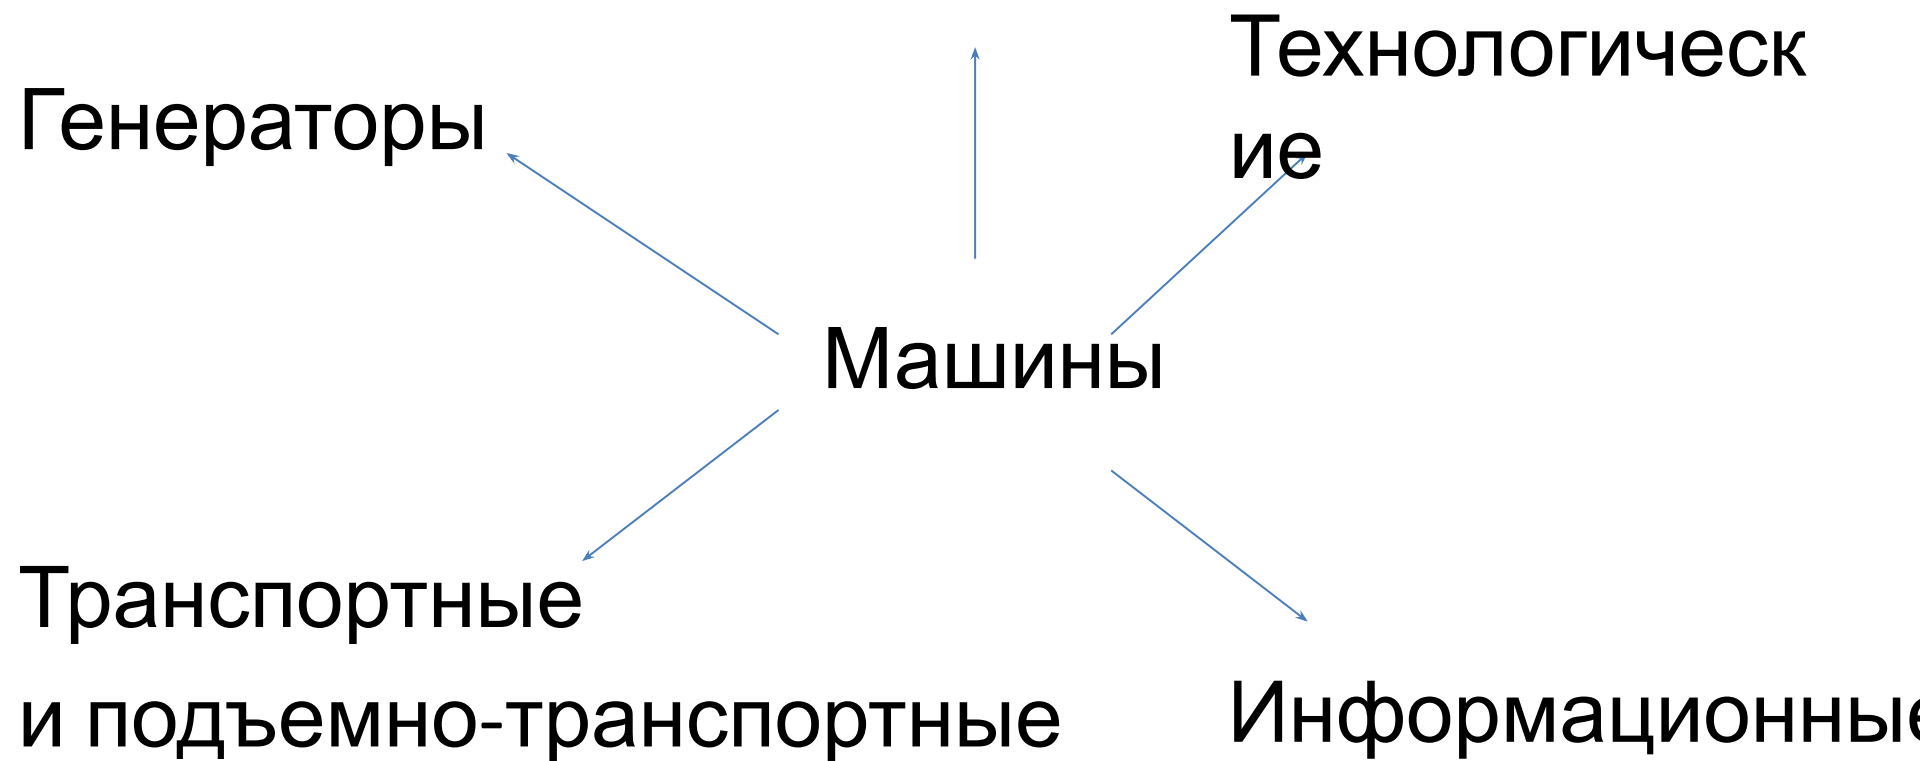 Генераторы
Технологическ
ие
Машины
Транспортные
и подъемно-транспортные
Информационные